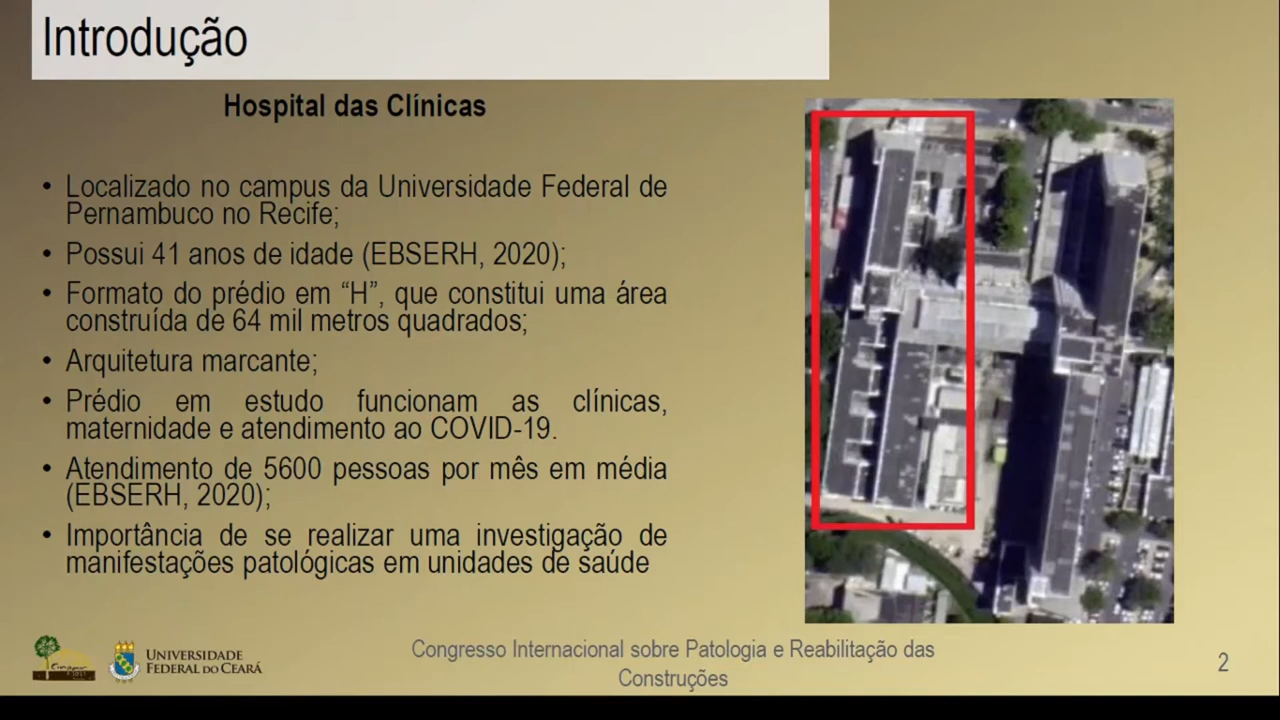 Introdução
Hospital das Clínicas
• Localizado no campus da Universidade Federal de
Pernambuco no Recife;
• Possui 41 anos de idade (EBSERH, 2020);
• Formato do prédio em “H”, que constitui uma área
construída de 64 mil metros quadrados;
• Arquitetura marcante;
• Prédio em estudo funcionam as clínicas,
maternidade e atendimento ao COVID-19.
• Atendimento de 5600 pessoas por mês em média
(EBSERH, 2020);
• Importância de se realizar uma investigação de
manifestações patológicas em unidades de saúde
UNIVERSIDADE
FEDERAL DO CEARÁ
Congresso Internacional sobre Patologia e Reabilitação das
Construções
2